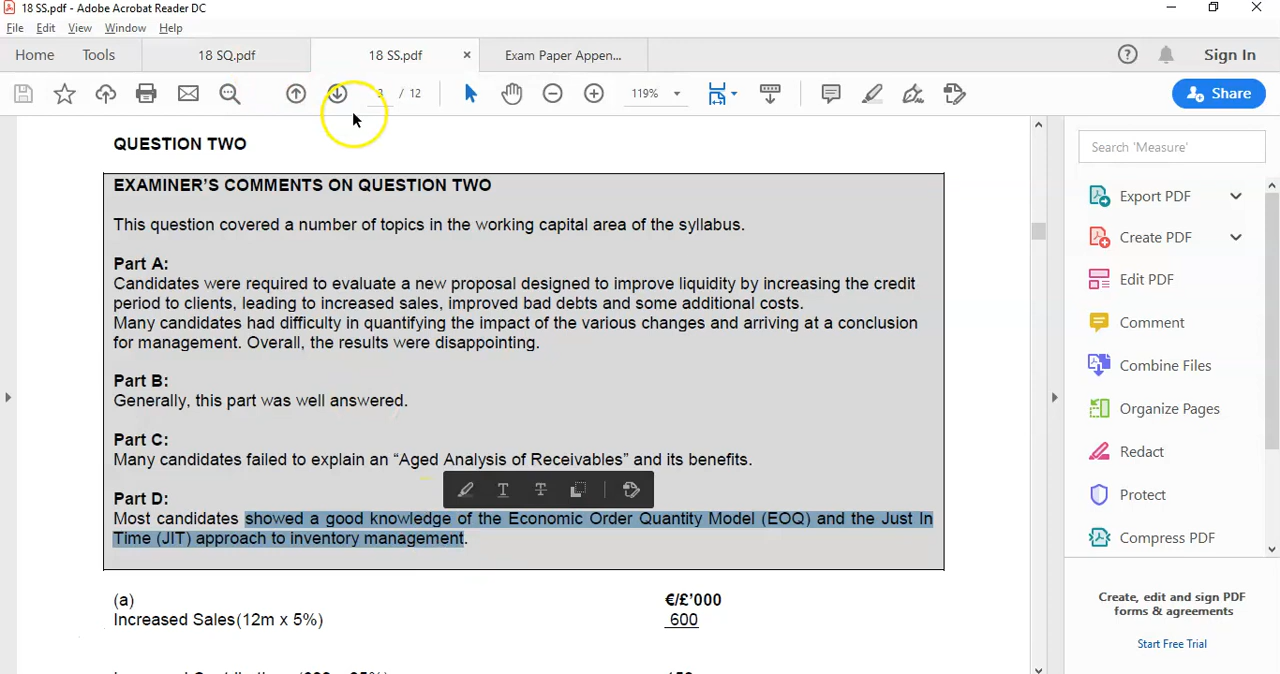 18 SS.pdf - Adobe Acrobat Reader DC
File Edit View Window Help
Home Tools 18 SQ.pdf 18 SS.pdf × Exam Paper Appen... Sign In
3 / 12 119% Share
QUESTION TWO
EXAMINER'S COMMENTS ON QUESTION TWO
This question covered a number of topics in the working capital area of the syllabus.
Part A:
Candidates were required to evaluate a new proposal designed to improve liquidity by increasing the credit
period to clients, leading to increased sales, improved bad debts and some additional costs.
Many candidates had difficulty in quantifying the impact of the various changes and arriving at a conclusion
for management. Overall, the results were disappointing.
Part B:
Generally, this part was well answered.
Part C:
Many candidates failed to explain an “Aged Analysis of Receivables” and its benefits.
Part D:
Most candidates showed a good knowledge of the Economic Order Quantity Model (EOQ) and the Just In
Time (JIT) approach to inventory management.
(a) €/£'000
Increased Sales(12m x 5%) 600
Search 'Measure'
Export PDF
Create PDF
Edit PDF
Comment
Combine Files
Organize Pages
Redact
Protect
Compress PDF
Create, edit and sign PDF
forms & agreements
Start Free Trial